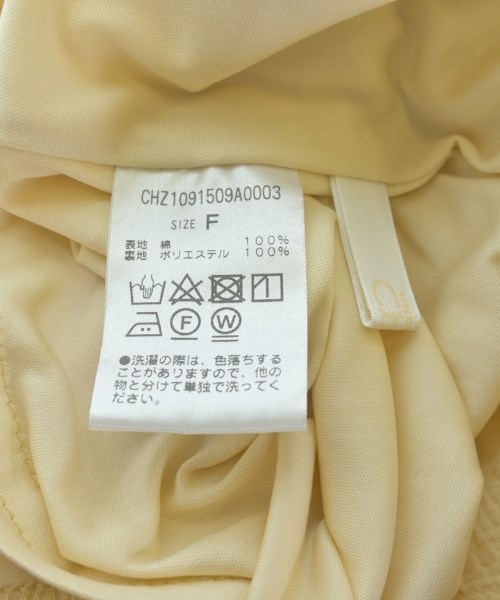 CHZ1091509A0003
SIZE F
表地 綿 100%
裏地 ポリエステル 100%
F W
●洗濯の際は、色落ちする
ことがありますので、他の
物と分けて単独で洗ってく
ださい。